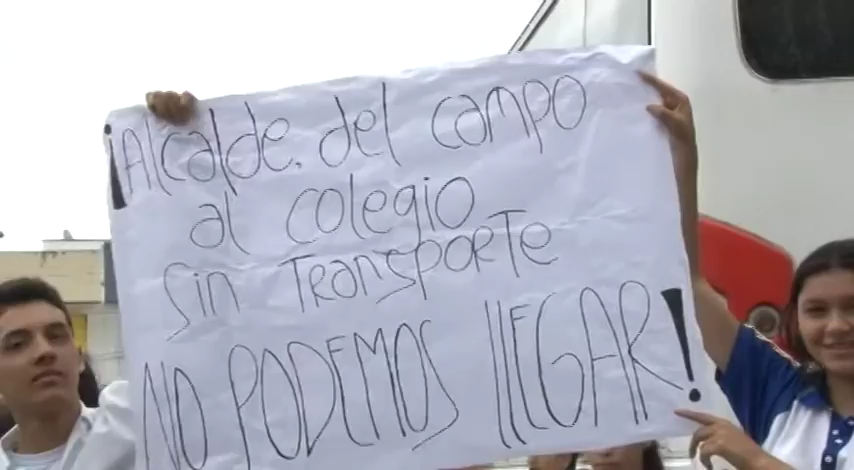 ¡Alcalde. del campo
al colegio
sin Transporte
NO PODEMOS llEGAR!